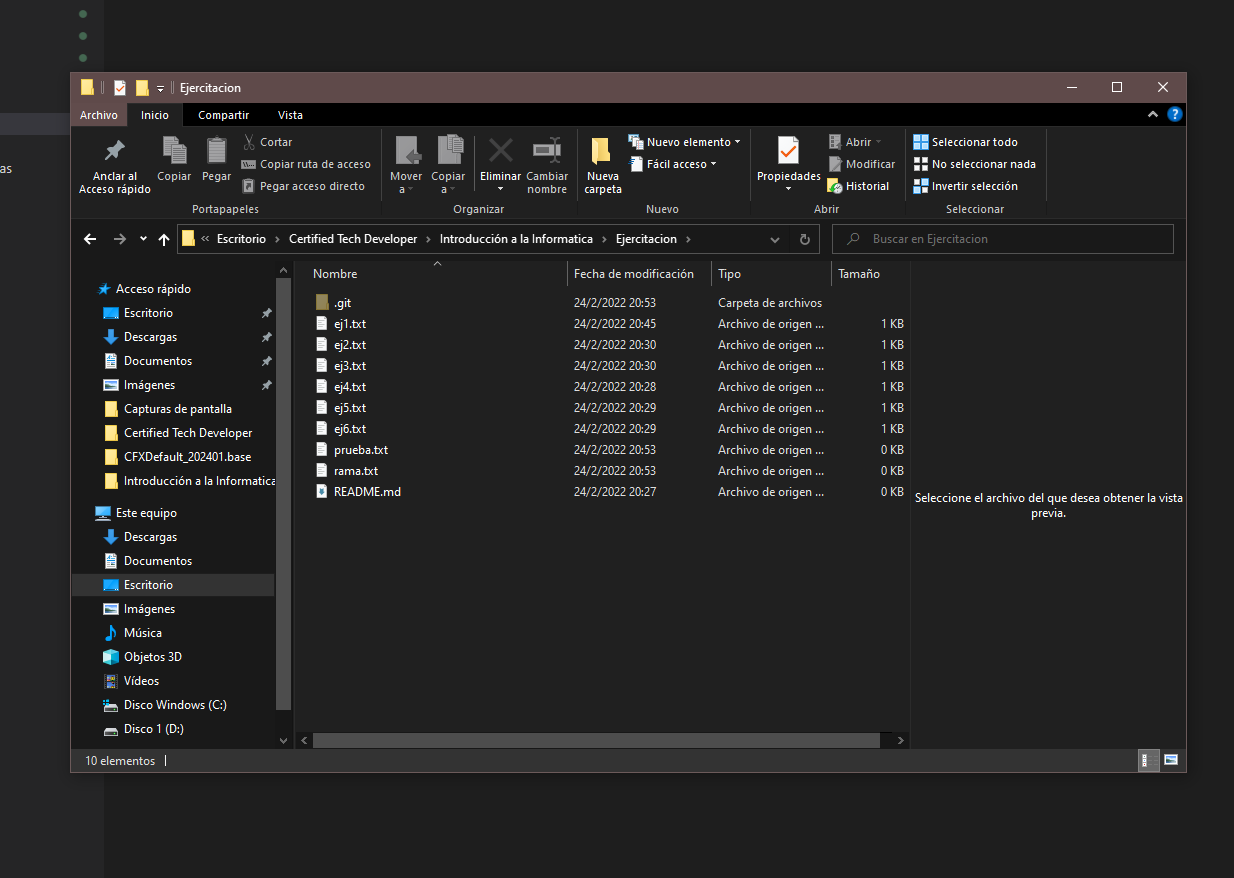 as
Ejercitacion
Archivo Inicio Compartir Vista
Anclar al Acceso rápido
Copiar
Pegar
Cortar
Copiar ruta de acceso
Pegar acceso directo
Portapapeles
Mover a
Copiar a
Eliminar
Cambiar nombre
Organizar
Nueva carpeta
Nuevo elemento
Fácil acceso
Nuevo
Propiedades
Abrir
Modificar
Historial
Abrir
Seleccionar todo
No seleccionar nada
Invertir selección
Seleccionar
« Escritorio › Certified Tech Developer › Introducción a la Informatica › Ejercitacion ›
Buscar en Ejercitacion
Acceso rápido
Escritorio
Descargas
Documentos
Imágenes
Capturas de pantalla
Certified Tech Developer
CFXDefault_202401.base
Introducción a la Informatica
Este equipo
Descargas
Documentos
Escritorio
Imágenes
Música
Objetos 3D
Vídeos
Disco Windows (C:)
Disco 1 (D:)
Nombre Fecha de modificación Tipo Tamaño
.git 24/2/2022 20:53 Carpeta de archivos
ej1.txt 24/2/2022 20:45 Archivo de origen ... 1 KB
ej2.txt 24/2/2022 20:30 Archivo de origen ... 1 KB
ej3.txt 24/2/2022 20:30 Archivo de origen ... 1 KB
ej4.txt 24/2/2022 20:28 Archivo de origen ... 1 KB
ej5.txt 24/2/2022 20:29 Archivo de origen ... 1 KB
ej6.txt 24/2/2022 20:29 Archivo de origen ... 1 KB
prueba.txt 24/2/2022 20:53 Archivo de origen ... 0 KB
rama.txt 24/2/2022 20:53 Archivo de origen ... 0 KB
README.md 24/2/2022 20:27 Archivo de origen ... 0 KB
Seleccione el archivo del que desea obtener la vista
previa.
10 elementos